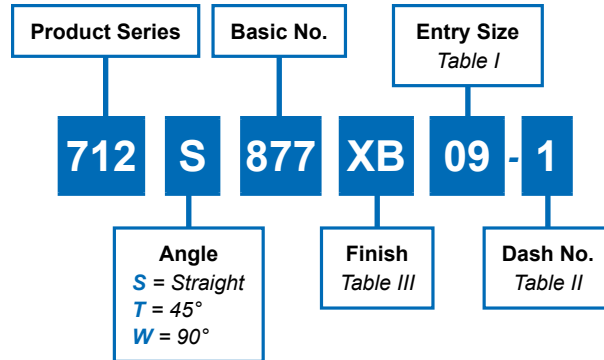 Product Series
Basic No.
Entry Size
Table I
712 S 877 XB 09 - 1
Angle
S = Straight
T = 45°
W = 90°
Finish
Table III
Dash No.
Table II